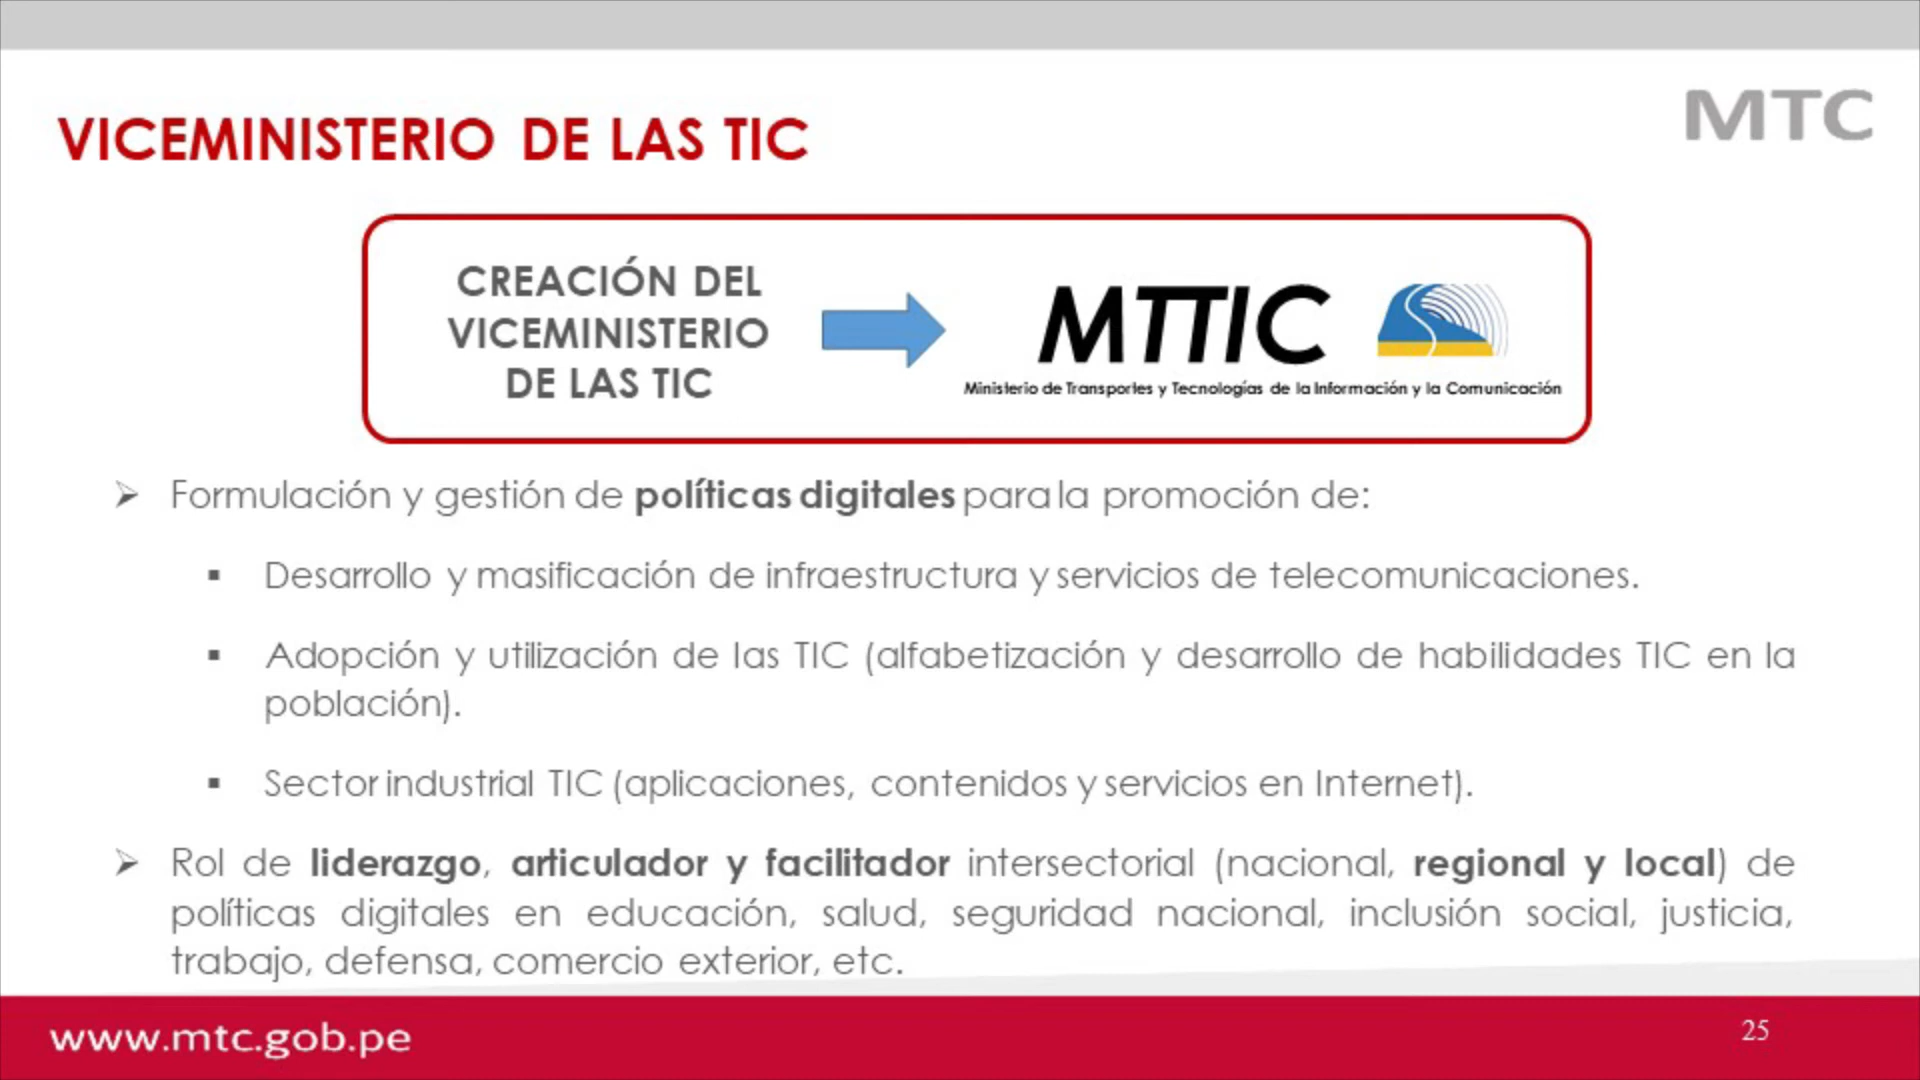 MTC
VICEMINISTERIO DE LAS TIC
CREACIÓN DEL
VICEMINISTERIO
DE LAS TIC
MTTIC
Ministerio de Transportes y Tecnologías de la Información y la Comunicación
➢ Formulación y gestión de políticas digitales para la promoción de:
▪ Desarrollo y masificación de infraestructura y servicios de telecomunicaciones.
▪ Adopción y utilización de las TIC (alfabetización y desarrollo de habilidades TIC en la
población).
▪ Sector industrial TIC (aplicaciones, contenidos y servicios en Internet).
➢ Rol de liderazgo, articulador y facilitador intersectorial (nacional, regional y local) de
políticas digitales en educación, salud, seguridad nacional, inclusión social, justicia,
trabajo, defensa, comercio exterior, etc.
www.mtc.gob.pe
25